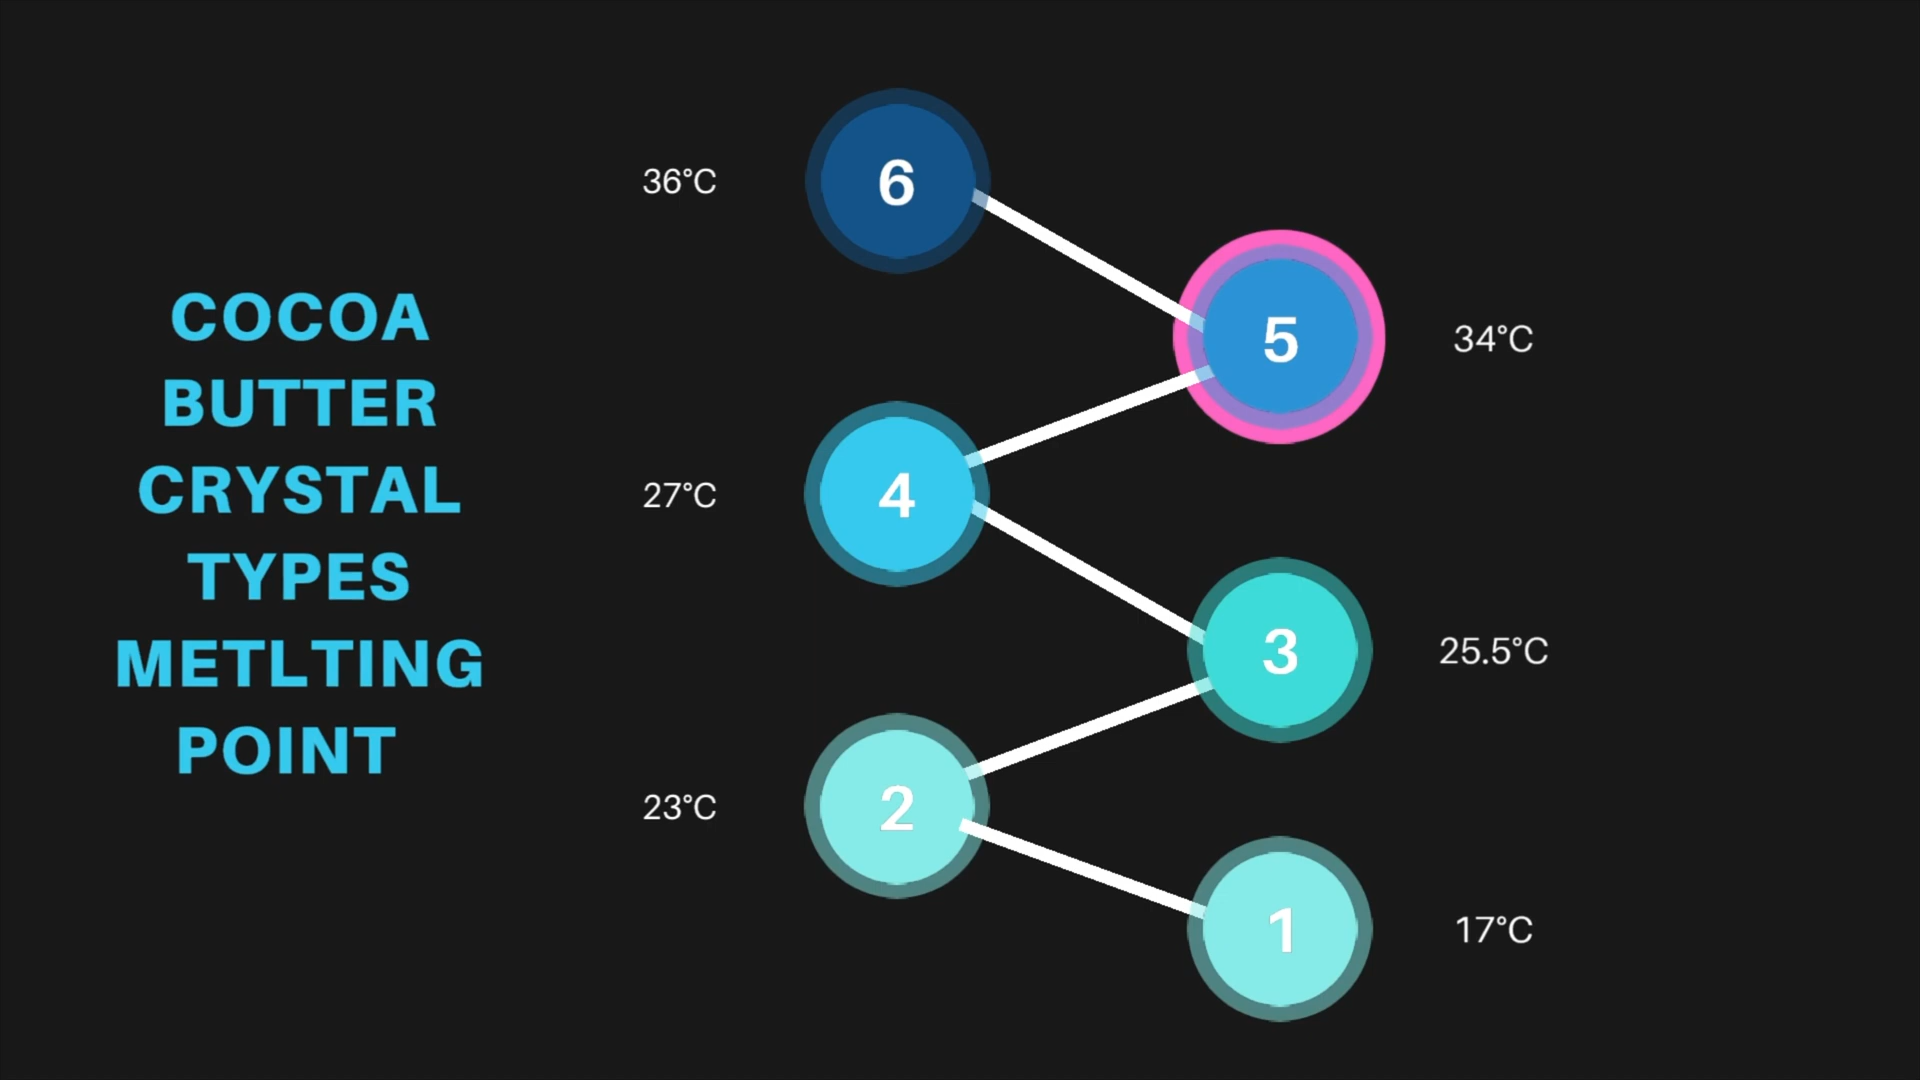 COCOA
BUTTER
CRYSTAL
TYPES
METLTING
POINT
36°C
6
5
34°C
27°C
4
3
25.5°C
23°C
2
1
17°C